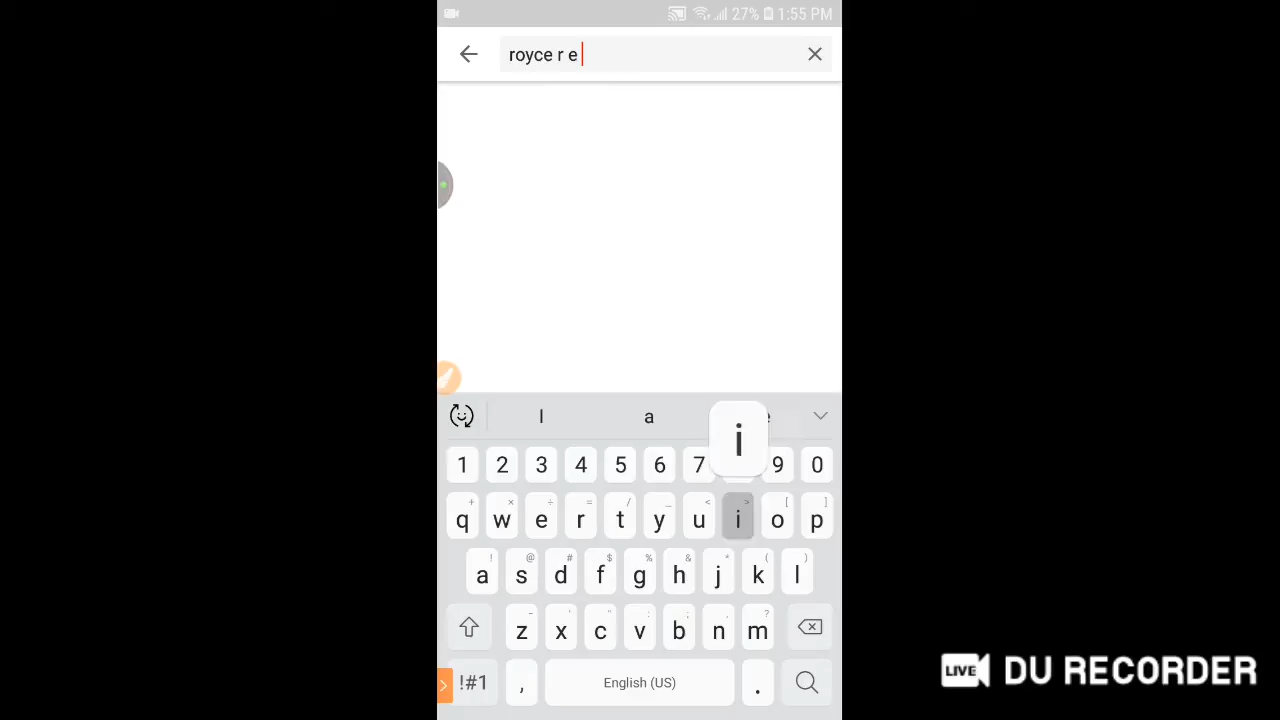 27% 1:55 PM
royce r e
I a
i
1 2 3 4 5 6 7 9 0
+ × ÷ = / _ < > [ ]
q w e r t y u i o p
! @ # $ % & * ( )
a s d f g h j k l
- ' " : ; , ?
z x c v b n m
!#1 , English (US) .
LIVE DU RECORDER